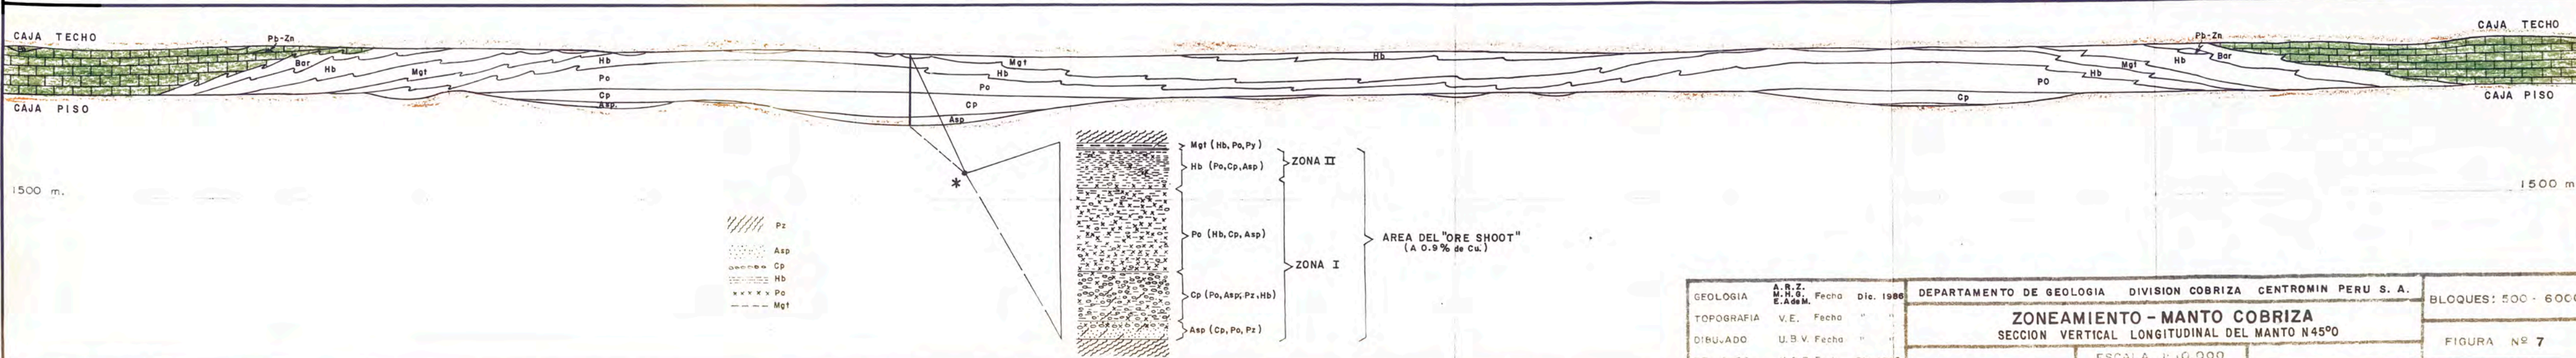 CAJA TECHO
Pb-Zn
Bar
Hb
Mgt
Hb
Po
Cp
Asp.
CAJA PISO
Mgt
Hb
Po
Cp
Asp
Hb
CAJA TECHO
Pb-Zn
Bar
Hb
Mgt
Hb
Po
Cp
CAJA PISO
1500 m.
1500 m
*
Mgt (Hb, Po, Py)
Hb (Po, Cp, Asp)
ZONA II
Po (Hb, Cp, Asp)
AREA DEL "ORE SHOOT"
(A 0.9% de Cu.)
ZONA I
Cp (Po, Asp, Pz, Hb)
Asp (Cp, Po, Pz)
Pz
Asp
Cp
Hb
Po
Mgt
GEOLOGIA A.R.Z. M.H.G. E.AdeM. Fecha Dic. 1986
TOPOGRAFIA V.E. Fecha " "
DIBUJADO U.B.V. Fecha " "
DEPARTAMENTO DE GEOLOGIA DIVISION COBRIZA CENTROMIN PERU S. A.
ZONEAMIENTO - MANTO COBRIZA
SECCION VERTICAL LONGITUDINAL DEL MANTO N45°O
ESCALA
BLOQUES: 500 - 6000
FIGURA Nº 7